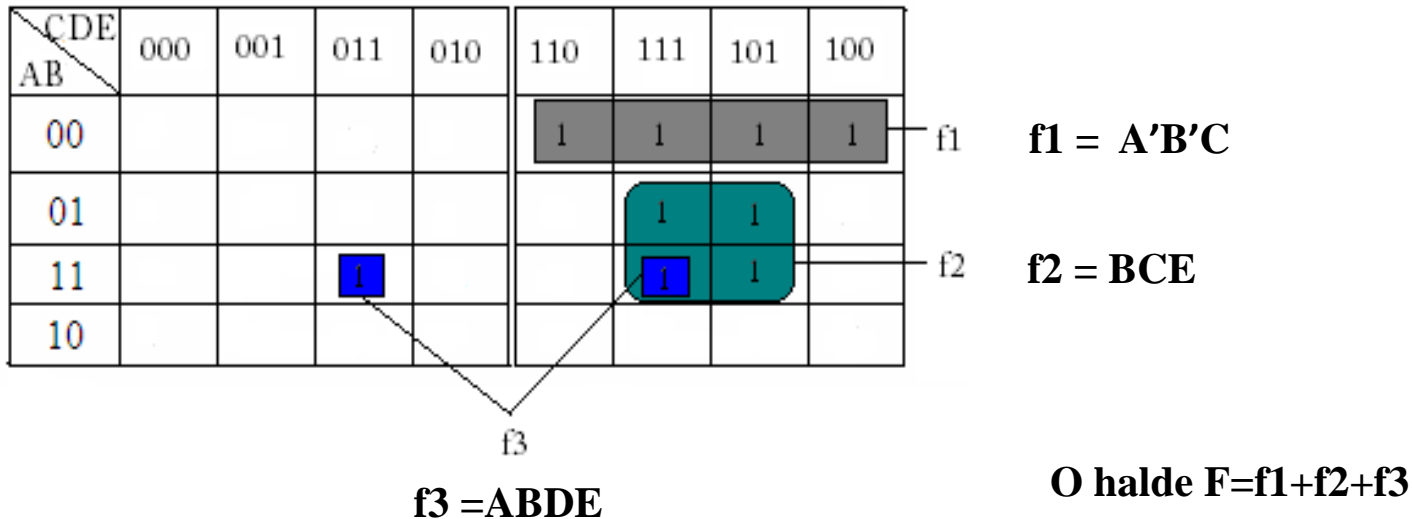 CDE
AB 000 001 011 010 110 111 101 100
00 1 1 1 1 f1 f1 = A′B′C
01 1 1
11 1 1 1 f2 f2 = BCE
10
f3
f3 =ABDE
O halde F=f1+f2+f3